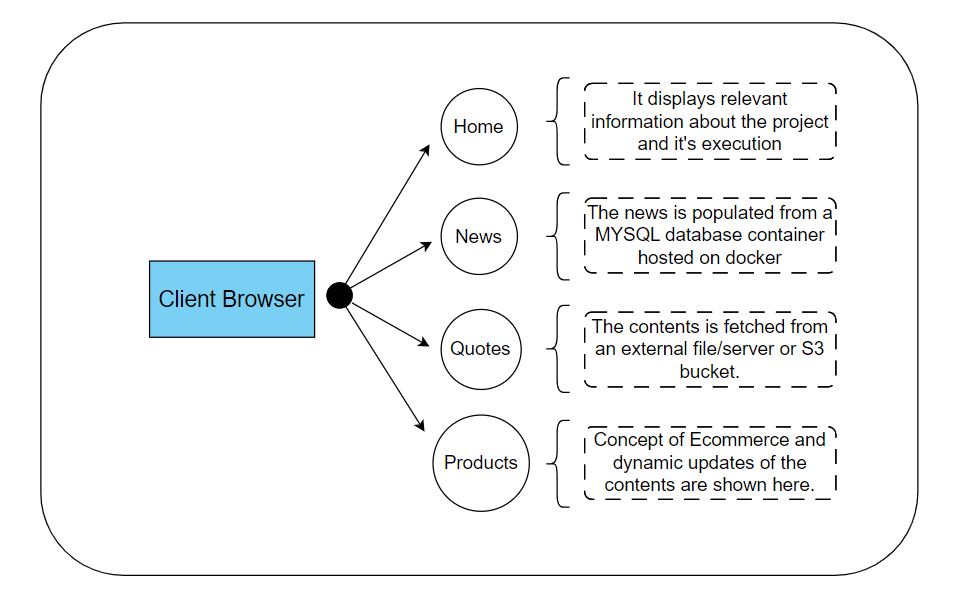 Client Browser
Home
It displays relevant
information about the project
and it's execution
News
The news is populated from a
MYSQL database container
hosted on docker
Quotes
The contents is fetched from
an external file/server or S3
bucket.
Products
Concept of Ecommerce and
dynamic updates of the
contents are shown here.